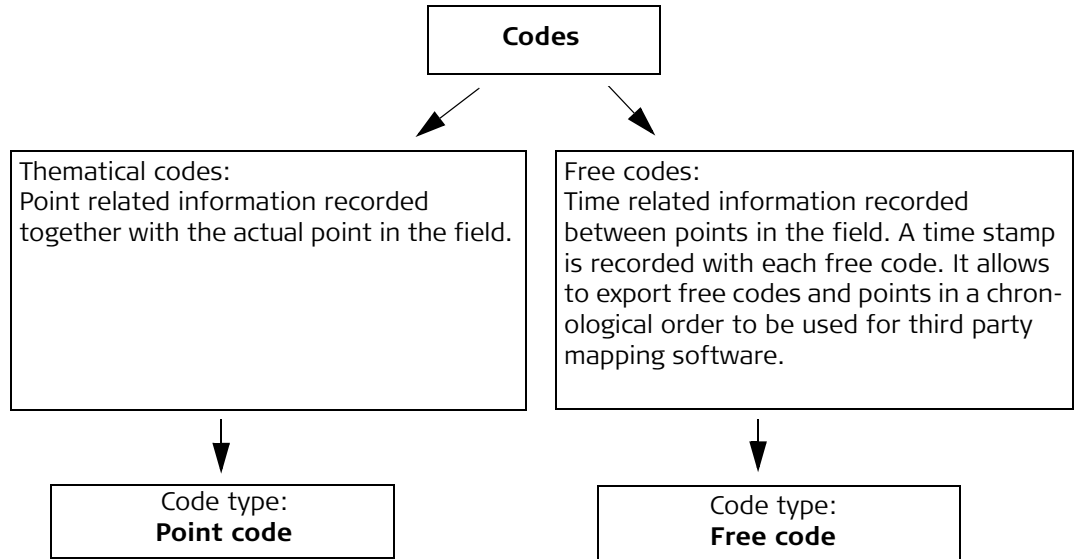 Codes
Thematical codes:
Point related information recorded
together with the actual point in the field.
Free codes:
Time related information recorded
between points in the field. A time stamp
is recorded with each free code. It allows
to export free codes and points in a chron-
ological order to be used for third party
mapping software.
Code type:
Point code
Code type:
Free code